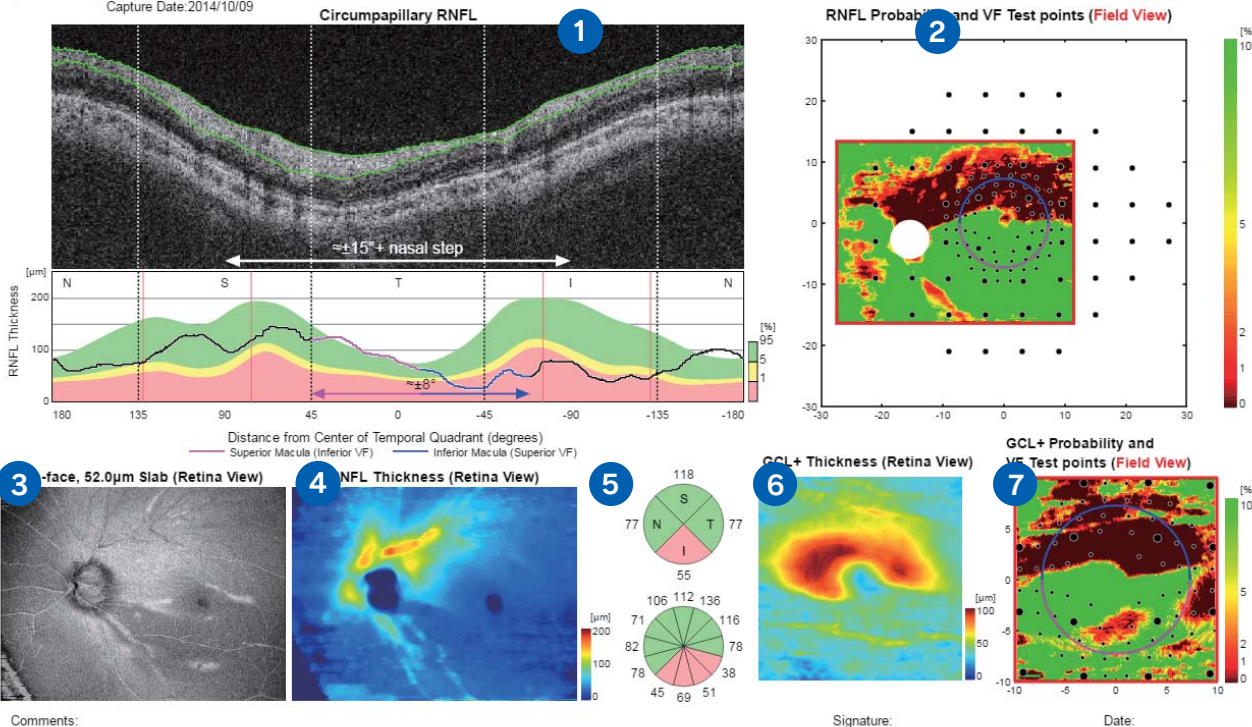 Capture Date:2014/10/09
Circumpapillary RNFL
1
≈±15°+ nasal step
[µm]
N S T I N
200
100
0
RNFL Thickness
≈±8°
[%]
95
5
1
180 135 90 45 0 -45 -90 -135 -180
Distance from Center of Temporal Quadrant (degrees)
Superior Macula (Inferior VF) Inferior Macula (Superior VF)
RNFL Probability and VF Test points (Field View)
2
[%]
30
20
10
0
-10
-20
-30
-30 -20 -10 0 10 20 30
10
5
2
1
0
3
-face, 52.0µm Slab (Retina View)
4
NFL Thickness (Retina View)
[µm]
200
100
0
5
118
S
77 N T 77
I
55
106 112 136
71 116
82 78
78 38
45 69 51
6
GCL+ Thickness (Retina View)
[µm]
100
50
0
7
GCL+ Probability and
VF Test points (Field View)
[%]
5
0
-5
-10
-10 -5 0 5 10
10
5
2
1
0
Comments: Signature: Date: